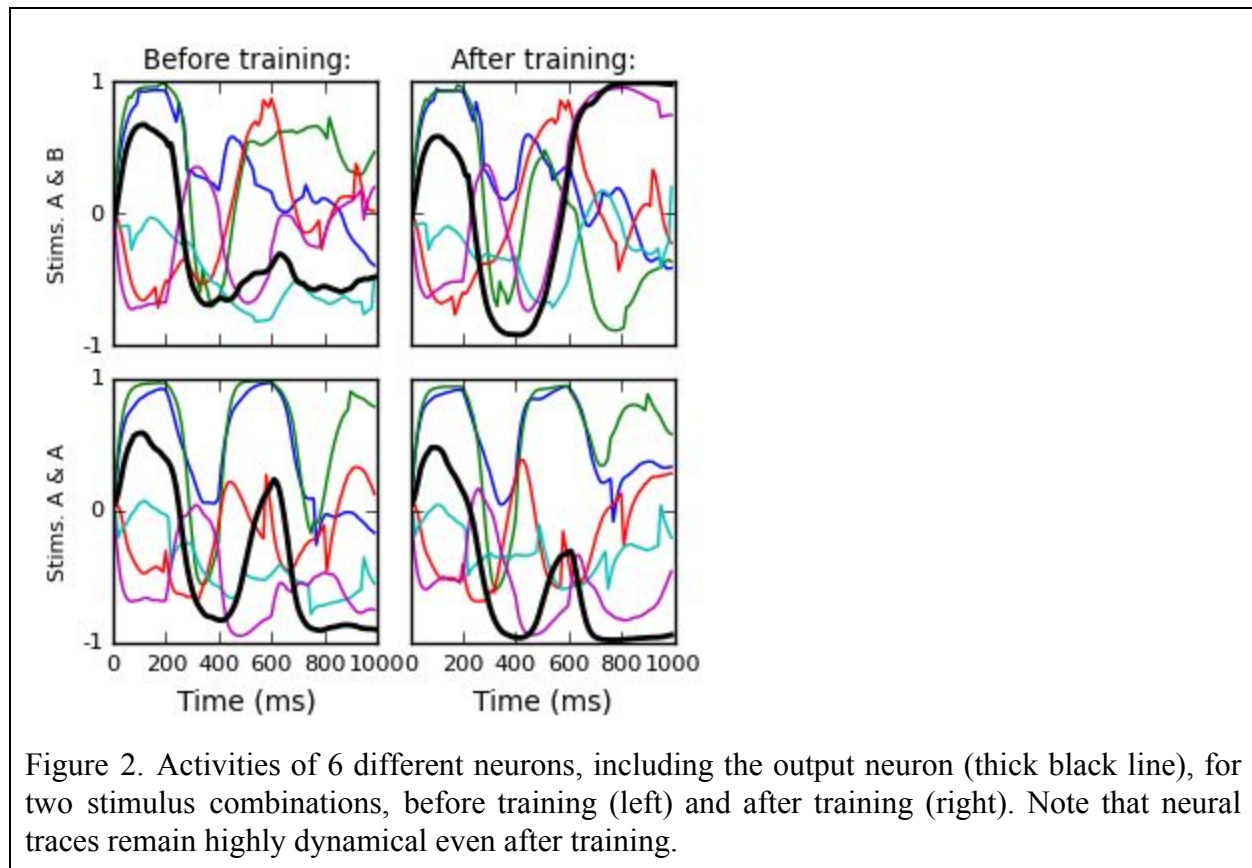 Before training:
After training:
1
Stims. A & B
0
-1
1
Stims. A & A
0
-1
0 200 400 600 800 10000 200 400 600 800 1000
Time (ms)
Time (ms)
Figure 2. Activities of 6 different neurons, including the output neuron (thick black line), for
two stimulus combinations, before training (left) and after training (right). Note that neural
traces remain highly dynamical even after training.